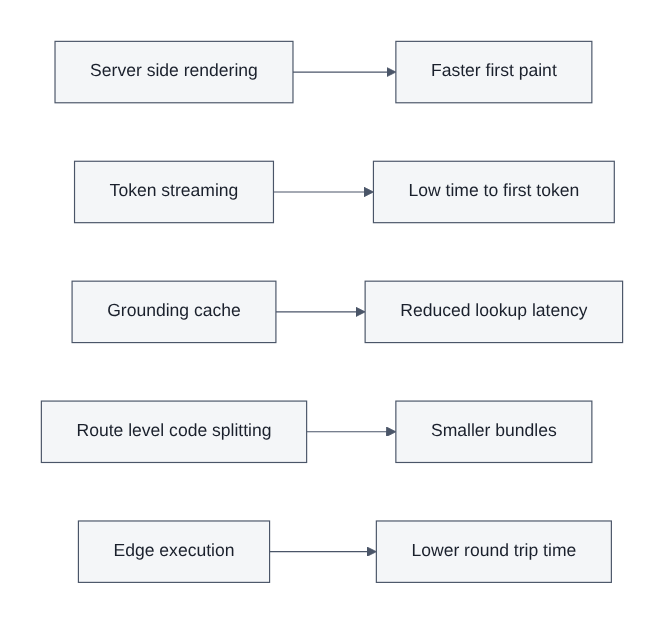 Server side rendering
Faster first paint
Token streaming
Low time to first token
Grounding cache
Reduced lookup latency
Route level code splitting
Smaller bundles
Edge execution
Lower round trip time